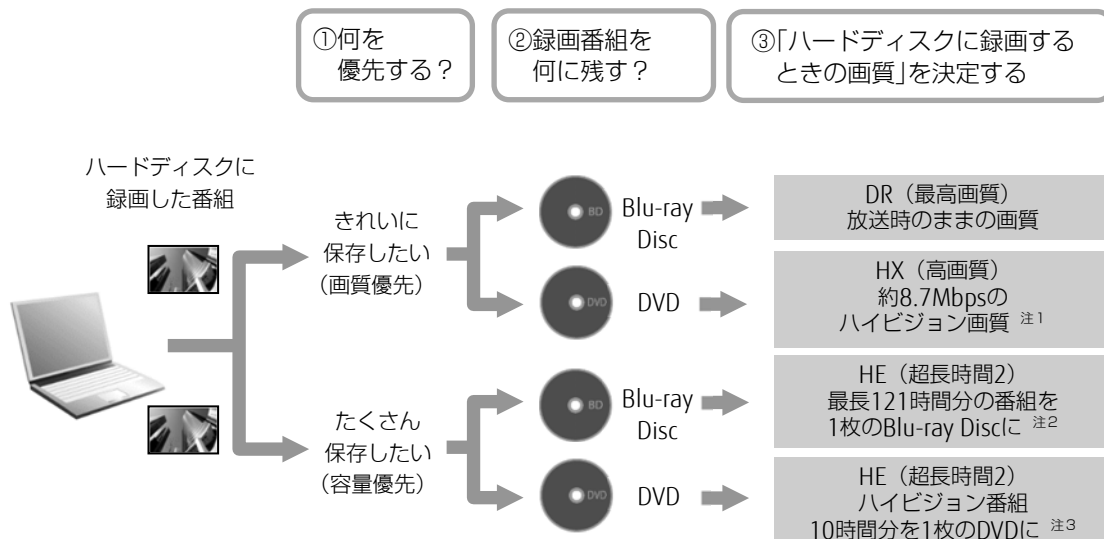 ①何を
優先する？
②録画番組を
何に残す？
③「ハードディスクに録画する
ときの画質」を決定する
ハードディスクに
録画した番組
きれいに
保存したい
（画質優先）
BD
Blu-ray
Disc
DR（最高画質）
放送時のままの画質
DVD
DVD
HX（高画質）
約8.7Mbpsの
ハイビジョン画質 注1
たくさん
保存したい
（容量優先）
BD
Blu-ray
Disc
HE（超長時間2）
最長121時間分の番組を
1枚のBlu-ray Discに 注2
DVD
DVD
HE（超長時間2）
ハイビジョン番組
10時間分を1枚のDVDに 注3